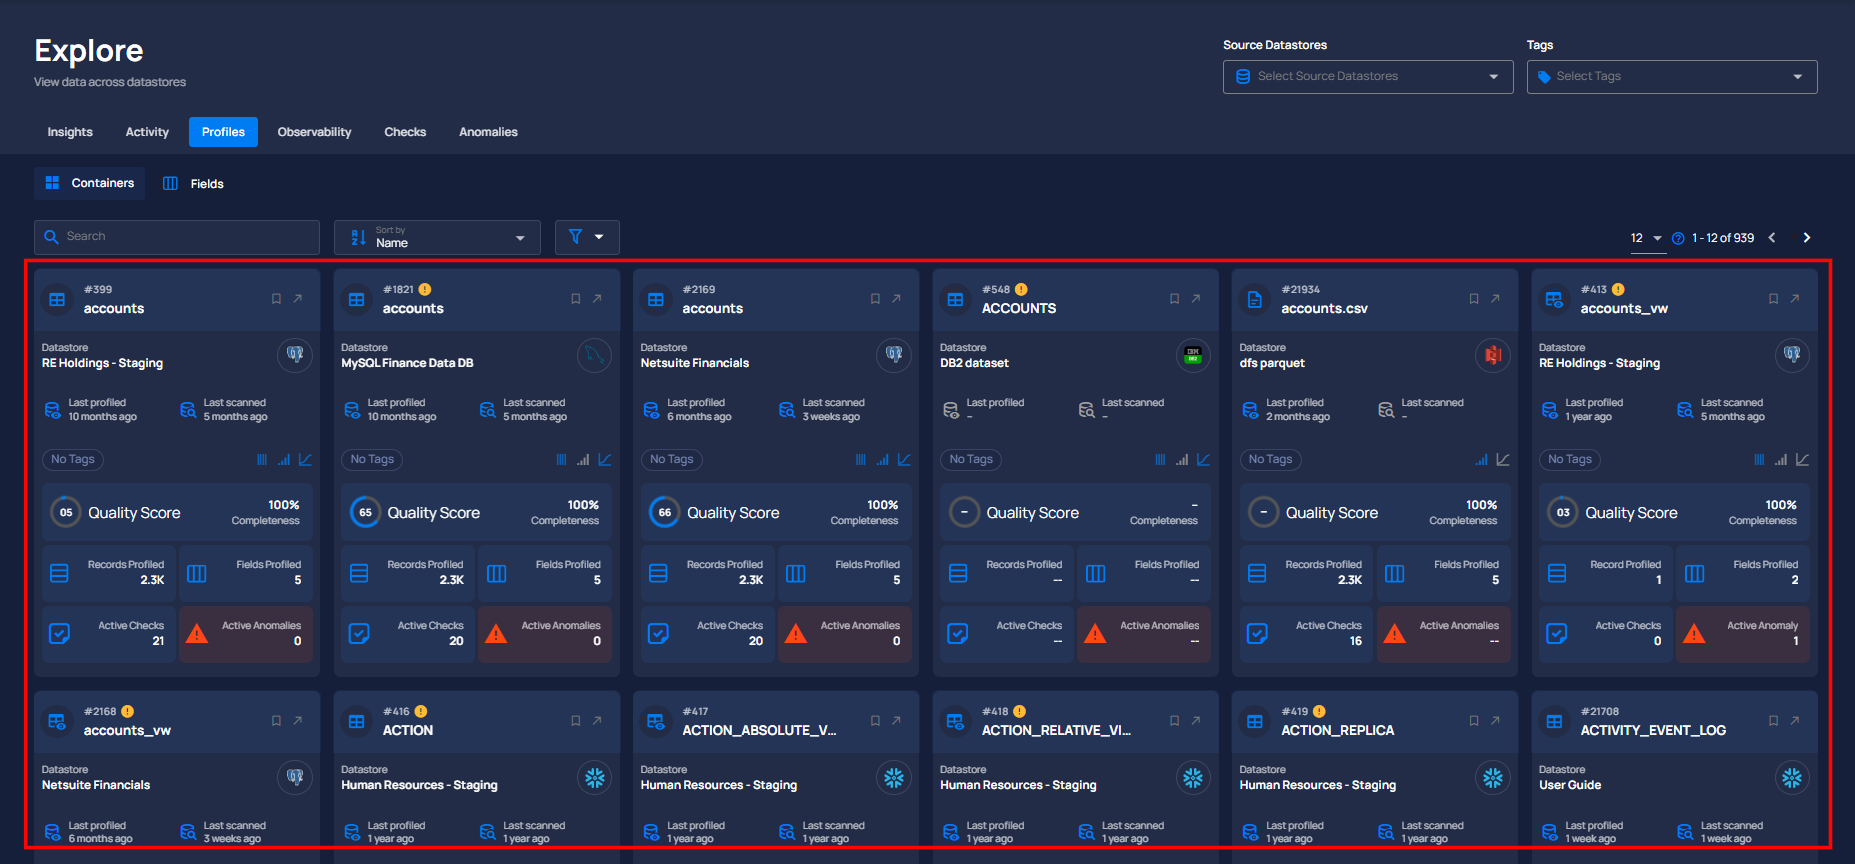 Explore
View data across datastores
Source Datastores
Select Source Datastores
Tags
Select Tags
Insights Activity Profiles Observability Checks Anomalies
Containers Fields
Search
Sort by
Name
12 1 - 12 of 939
#399
accounts
Datastore
RE Holdings - Staging
Last profiled
10 months ago
Last scanned
5 months ago
No Tags
05 Quality Score
100%
Completeness
Records Profiled
2.3K
Fields Profiled
5
Active Checks
21
Active Anomalies
0
#1821
accounts
Datastore
MySQL Finance Data DB
Last profiled
10 months ago
Last scanned
5 months ago
No Tags
65 Quality Score
100%
Completeness
Records Profiled
2.3K
Fields Profiled
5
Active Checks
20
Active Anomalies
0
#2169
accounts
Datastore
Netsuite Financials
Last profiled
6 months ago
Last scanned
3 weeks ago
No Tags
66 Quality Score
100%
Completeness
Records Profiled
2.3K
Fields Profiled
5
Active Checks
20
Active Anomalies
0
#548
ACCOUNTS
Datastore
DB2 dataset
IBM
DB2
Last profiled
–
Last scanned
–
No Tags
– Quality Score
–
Completeness
Records Profiled
--
Fields Profiled
--
Active Checks
--
Active Anomalies
--
#21934
accounts.csv
Datastore
dfs parquet
Last profiled
2 months ago
Last scanned
–
No Tags
– Quality Score
100%
Completeness
Records Profiled
2.3K
Fields Profiled
5
Active Checks
16
Active Anomalies
--
#413
accounts_vw
Datastore
RE Holdings - Staging
Last profiled
1 year ago
Last scanned
5 months ago
No Tags
03 Quality Score
100%
Completeness
Record Profiled
1
Fields Profiled
2
Active Checks
0
Active Anomaly
1
#2168
accounts_vw
Datastore
Netsuite Financials
Last profiled
6 months ago
Last scanned
3 weeks ago
#416
ACTION
Datastore
Human Resources - Staging
Last profiled
1 year ago
Last scanned
1 year ago
#417
ACTION_ABSOLUTE_V...
Datastore
Human Resources - Staging
Last profiled
1 year ago
Last scanned
1 year ago
#418
ACTION_RELATIVE_VI...
Datastore
Human Resources - Staging
Last profiled
1 year ago
Last scanned
1 year ago
#419
ACTION_REPLICA
Datastore
Human Resources - Staging
Last profiled
1 year ago
Last scanned
1 year ago
#21708
ACTIVITY_EVENT_LOG
Datastore
User Guide
Last profiled
1 week ago
Last scanned
1 week ago